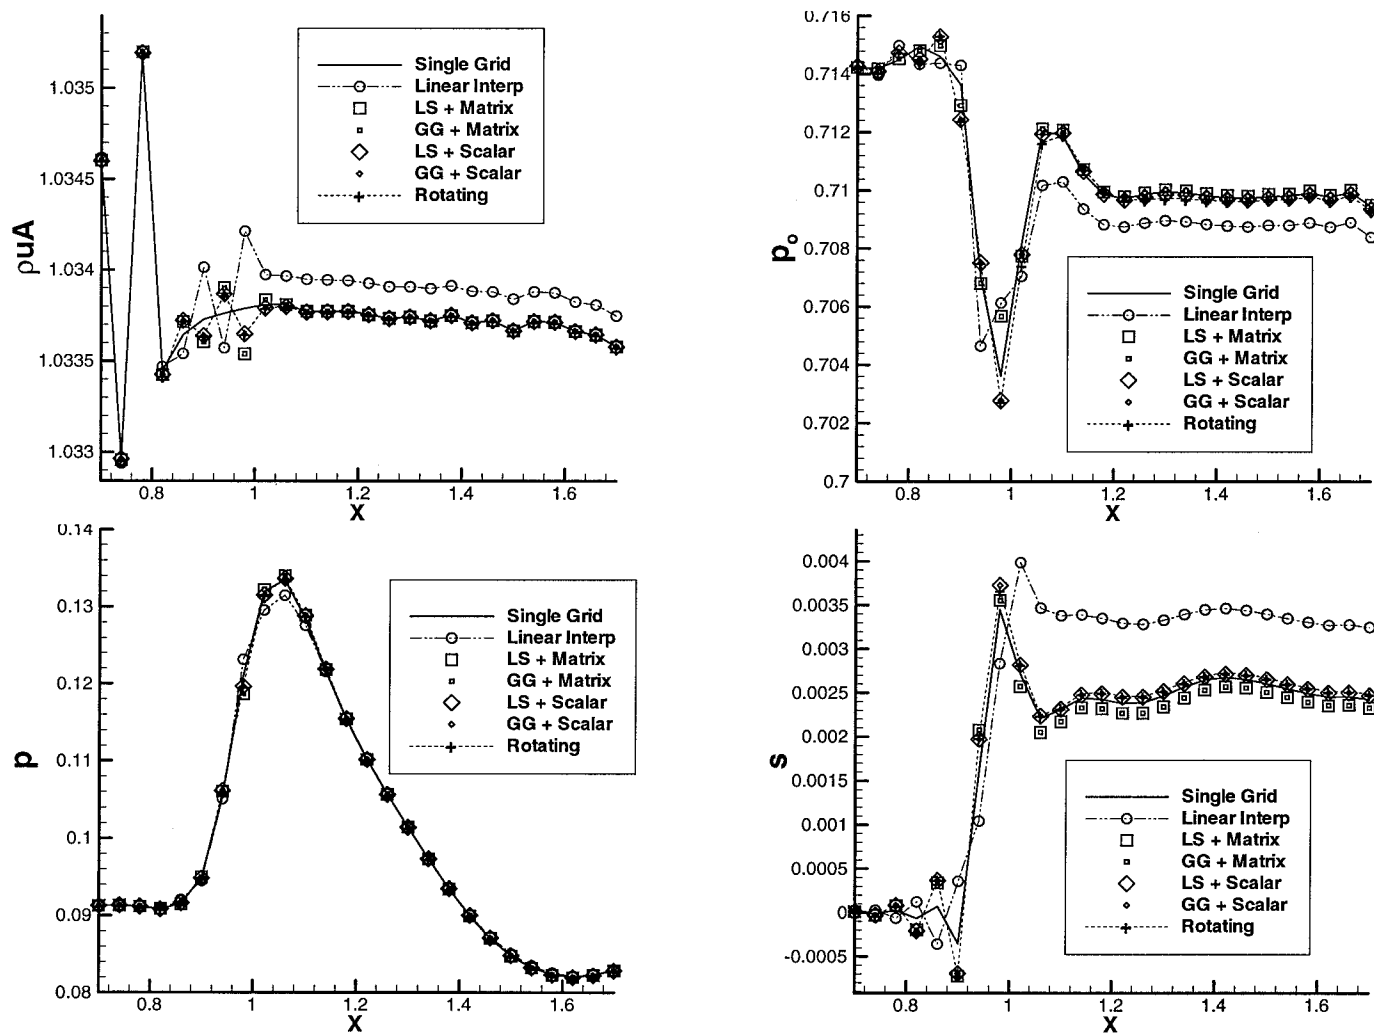 1.035
1.0345
1.034
1.0335
1.033
ρuA
0.8
1
1.2
1.4
1.6
X
Single Grid
Linear Interp
LS + Matrix
GG + Matrix
LS + Scalar
GG + Scalar
Rotating
0.716
0.714
0.712
0.71
0.708
0.706
0.704
0.702
0.7
po
0.8
1
1.2
1.4
1.6
X
Single Grid
Linear Interp
LS + Matrix
GG + Matrix
LS + Scalar
GG + Scalar
Rotating
0.14
0.13
0.12
0.11
0.1
0.09
0.08
p
0.8
1
1.2
1.4
1.6
X
Single Grid
Linear Interp
LS + Matrix
GG + Matrix
LS + Scalar
GG + Scalar
Rotating
0.004
0.0035
0.003
0.0025
0.002
0.0015
0.001
0.0005
0
-0.0005
s
0.8
1
1.2
1.4
1.6
X
Single Grid
Linear Interp
LS + Matrix
GG + Matrix
LS + Scalar
GG + Scalar
Rotating